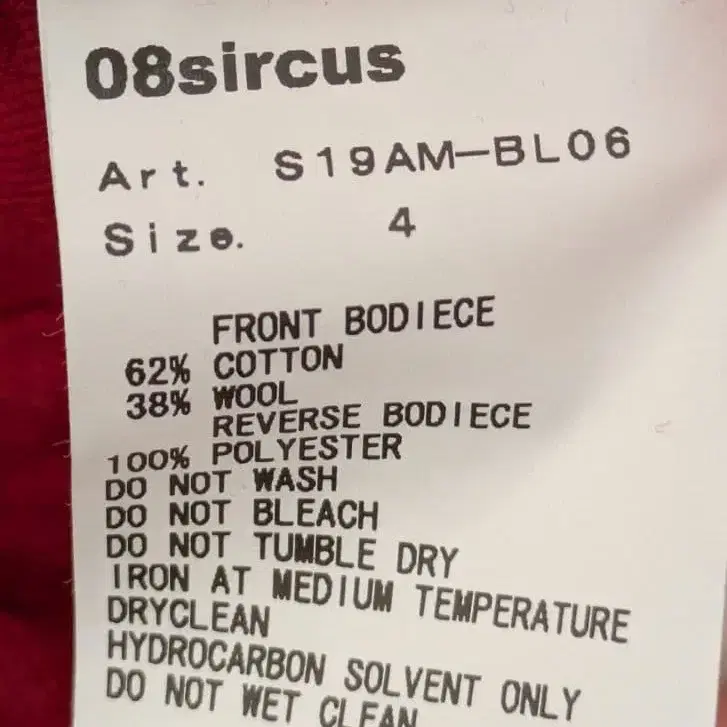 08sircus
Art. S19AM-BL06
Size. 4
FRONT BODIECE
62% COTTON
38% WOOL
REVERSE BODIECE
100% POLYESTER
DO NOT WASH
DO NOT BLEACH
DO NOT TUMBLE DRY
IRON AT MEDIUM TEMPERATURE
DRYCLEAN
HYDROCARBON SOLVENT ONLY
DO NOT WET CLEAN